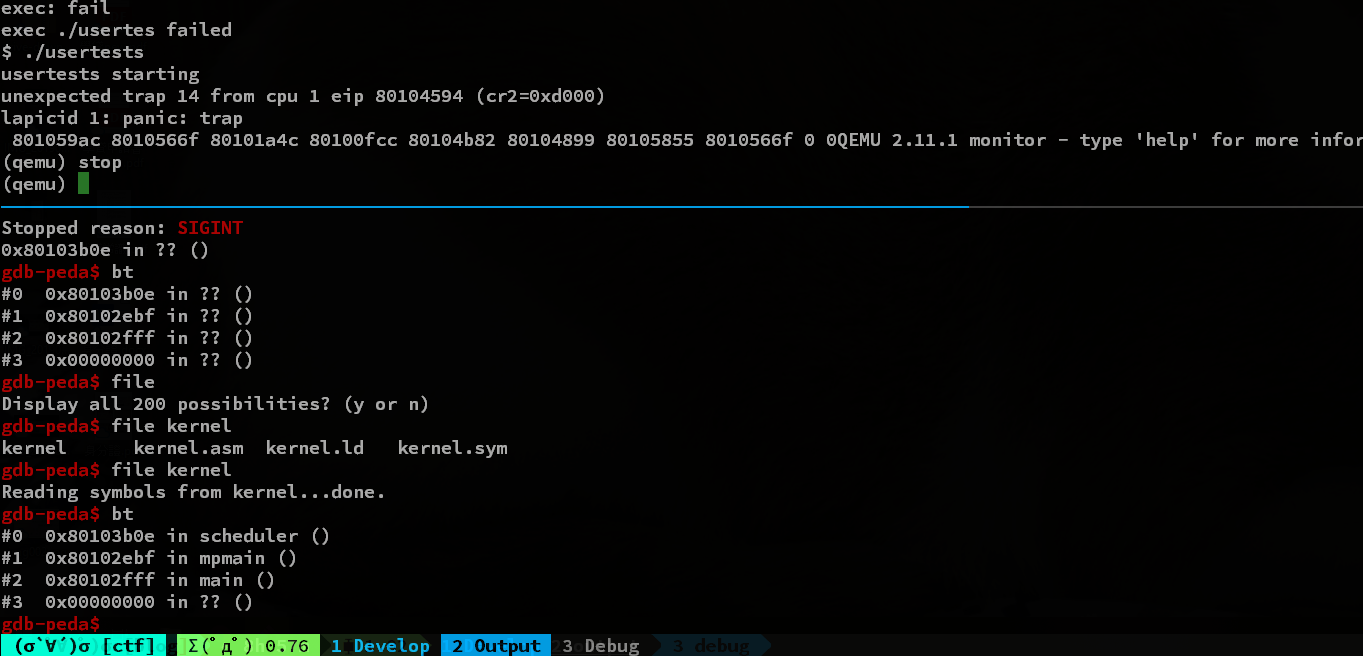 exec: fail
exec ./usertes failed
$ ./usertests
usertests starting
unexpected trap 14 from cpu 1 eip 80104594 (cr2=0xd000)
lapicid 1: panic: trap
 801059ac 8010566f 80101a4c 80100fcc 80104b82 80104899 80105855 8010566f 0 0QEMU 2.11.1 monitor - type 'help' for more infor
(qemu) stop
(qemu)
Stopped reason: SIGINT
0x80103b0e in ?? ()
gdb-peda$ bt
#0  0x80103b0e in ?? ()
#1  0x80102ebf in ?? ()
#2  0x80102fff in ?? ()
#3  0x00000000 in ?? ()
gdb-peda$ file
Display all 200 possibilities? (y or n)
gdb-peda$ file kernel
kernel      kernel.asm  kernel.ld   kernel.sym
gdb-peda$ file kernel
Reading symbols from kernel...done.
gdb-peda$ bt
#0  0x80103b0e in scheduler ()
#1  0x80102ebf in mpmain ()
#2  0x80102fff in main ()
#3  0x00000000 in ?? ()
gdb-peda$
(σ`∀´)σ [ctf] Σ(ﾟдﾟ) 0.76 1 Develop 2 Output 3 Debug 3 debug